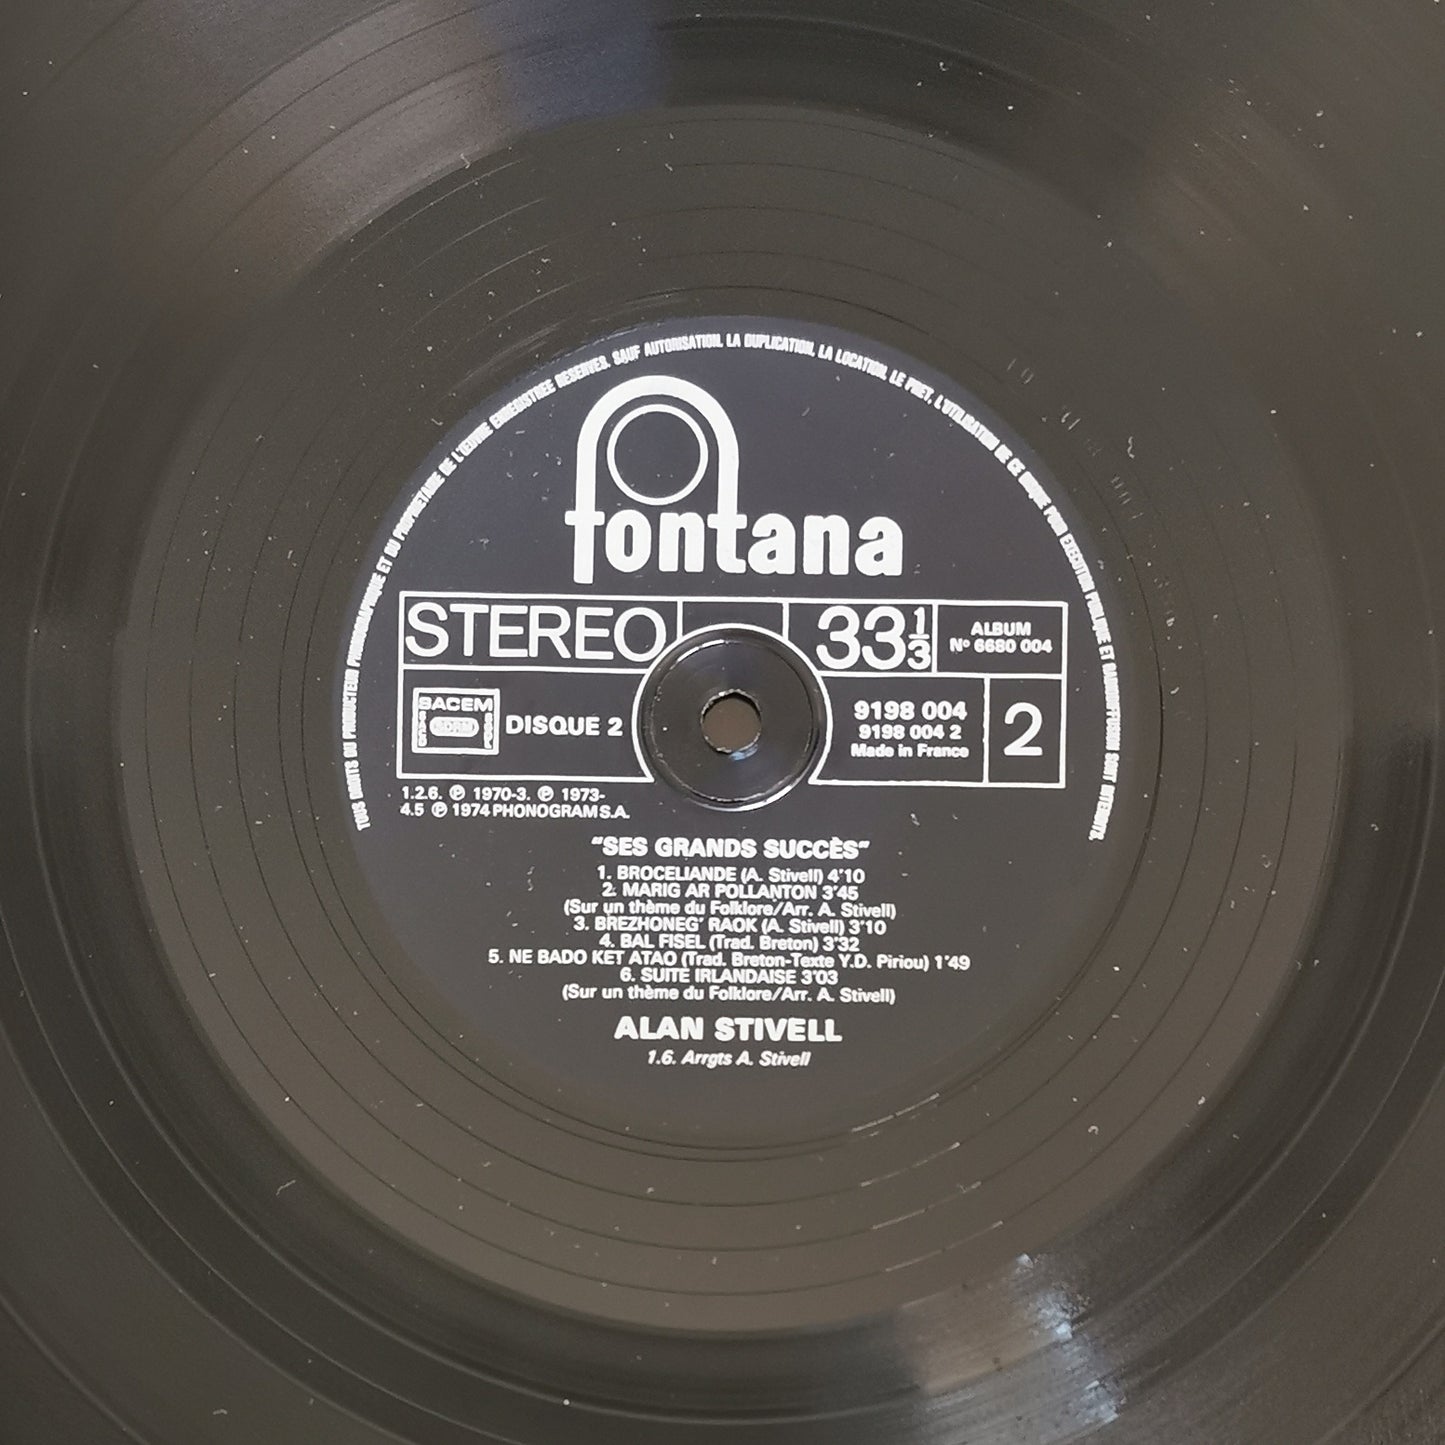 TOUS DROITS DU PRODUCTEUR PHONOGRAPHIQUE ET DU PROPRIETAIRE DE L'ŒUVRE ENREGISTREE RESERVES. SAUF AUTORISATION, LA DUPLICATION, LA LOCATION, LE PRET, L'UTILISATION DE CE DISQUE POUR EXECUTION PUBLIQUE ET RADIODIFFUSION SONT INTERDITS.
fontana
STEREO
33 1/3
ALBUM
N° 6680 004
SACEM
DISQUE 2
9198 004
9198 004 2
Made in France
2
1.2.6. ℗ 1970-3. ℗ 1973-
4.5 ℗ 1974 PHONOGRAM S.A.
"SES GRANDS SUCCÈS"
1. BROCELIANDE (A. Stivell) 4'10
2. MARIG AR POLLANTON 3'45
(Sur un thème du Folklore/Arr. A. Stivell)
3. BREZHONEG' RAOK (A. Stivell) 3'10
4. BAL FISEL (Trad. Breton) 3'32
5. NE BADO KET ATAO (Trad. Breton-Texte Y.D. Piriou) 1'49
6. SUITE IRLANDAISE 3'03
(Sur un thème du Folklore/Arr. A. Stivell)
ALAN STIVELL
1.6. Arrgts A. Stivell